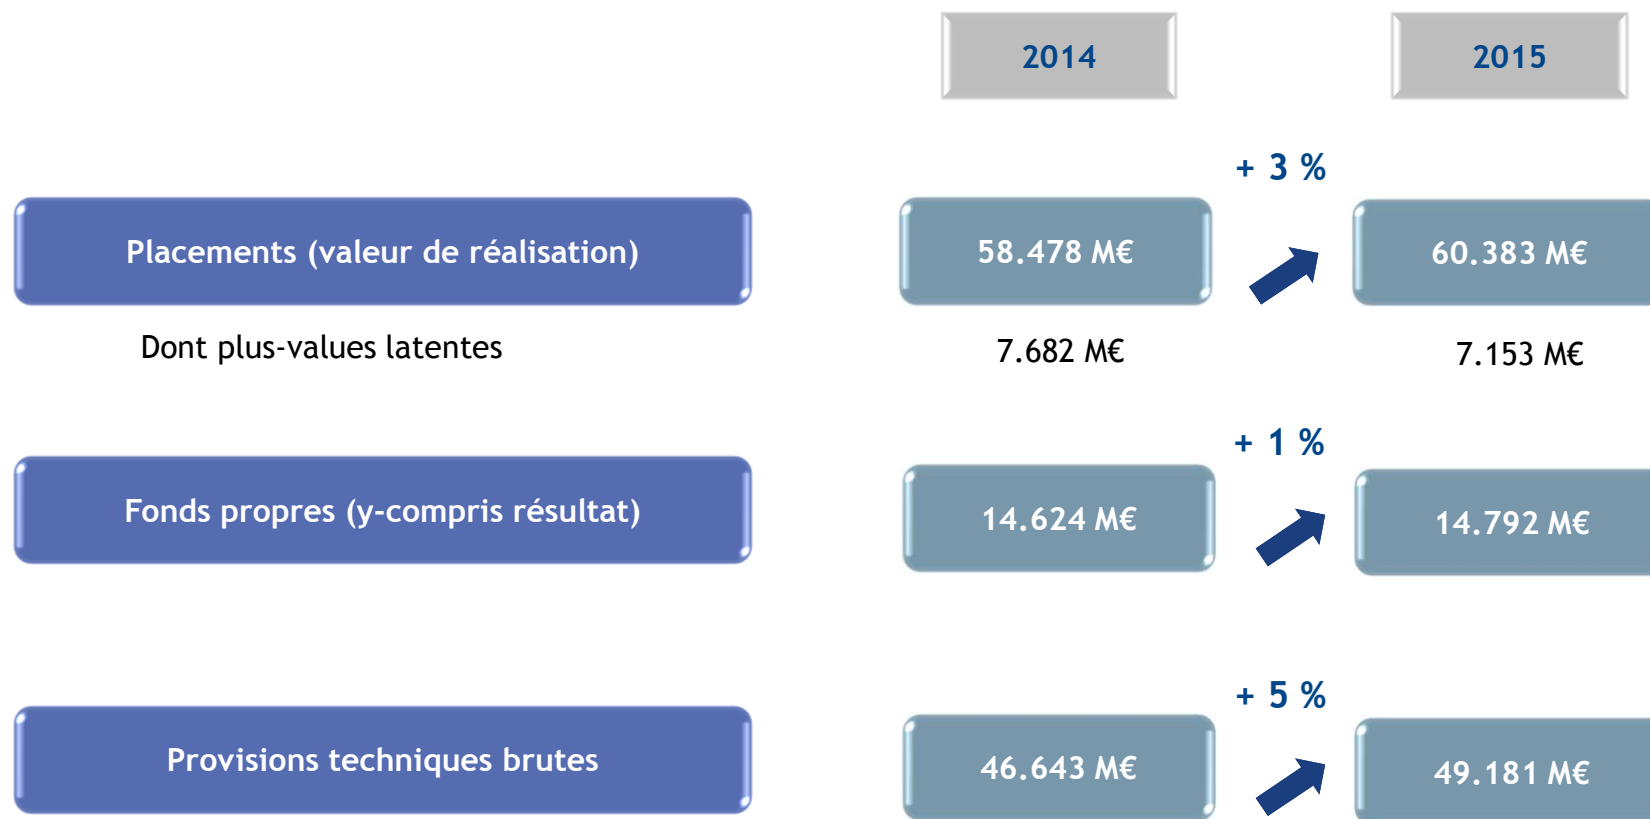 2014
2015
+ 3 %
Placements (valeur de réalisation)
58.478 M€
60.383 M€
Dont plus-values latentes
7.682 M€
7.153 M€
+ 1 %
Fonds propres (y-compris résultat)
14.624 M€
14.792 M€
+ 5 %
Provisions techniques brutes
46.643 M€
49.181 M€